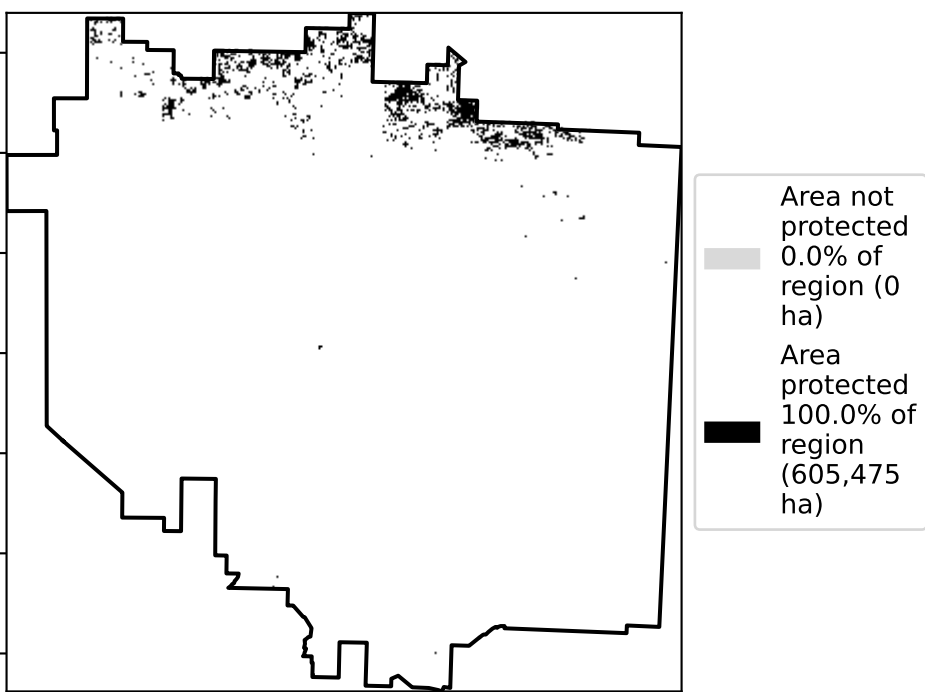 Area not
protected
0.0% of
region (0
ha)
Area
protected
100.0% of
region
(605,475
ha)